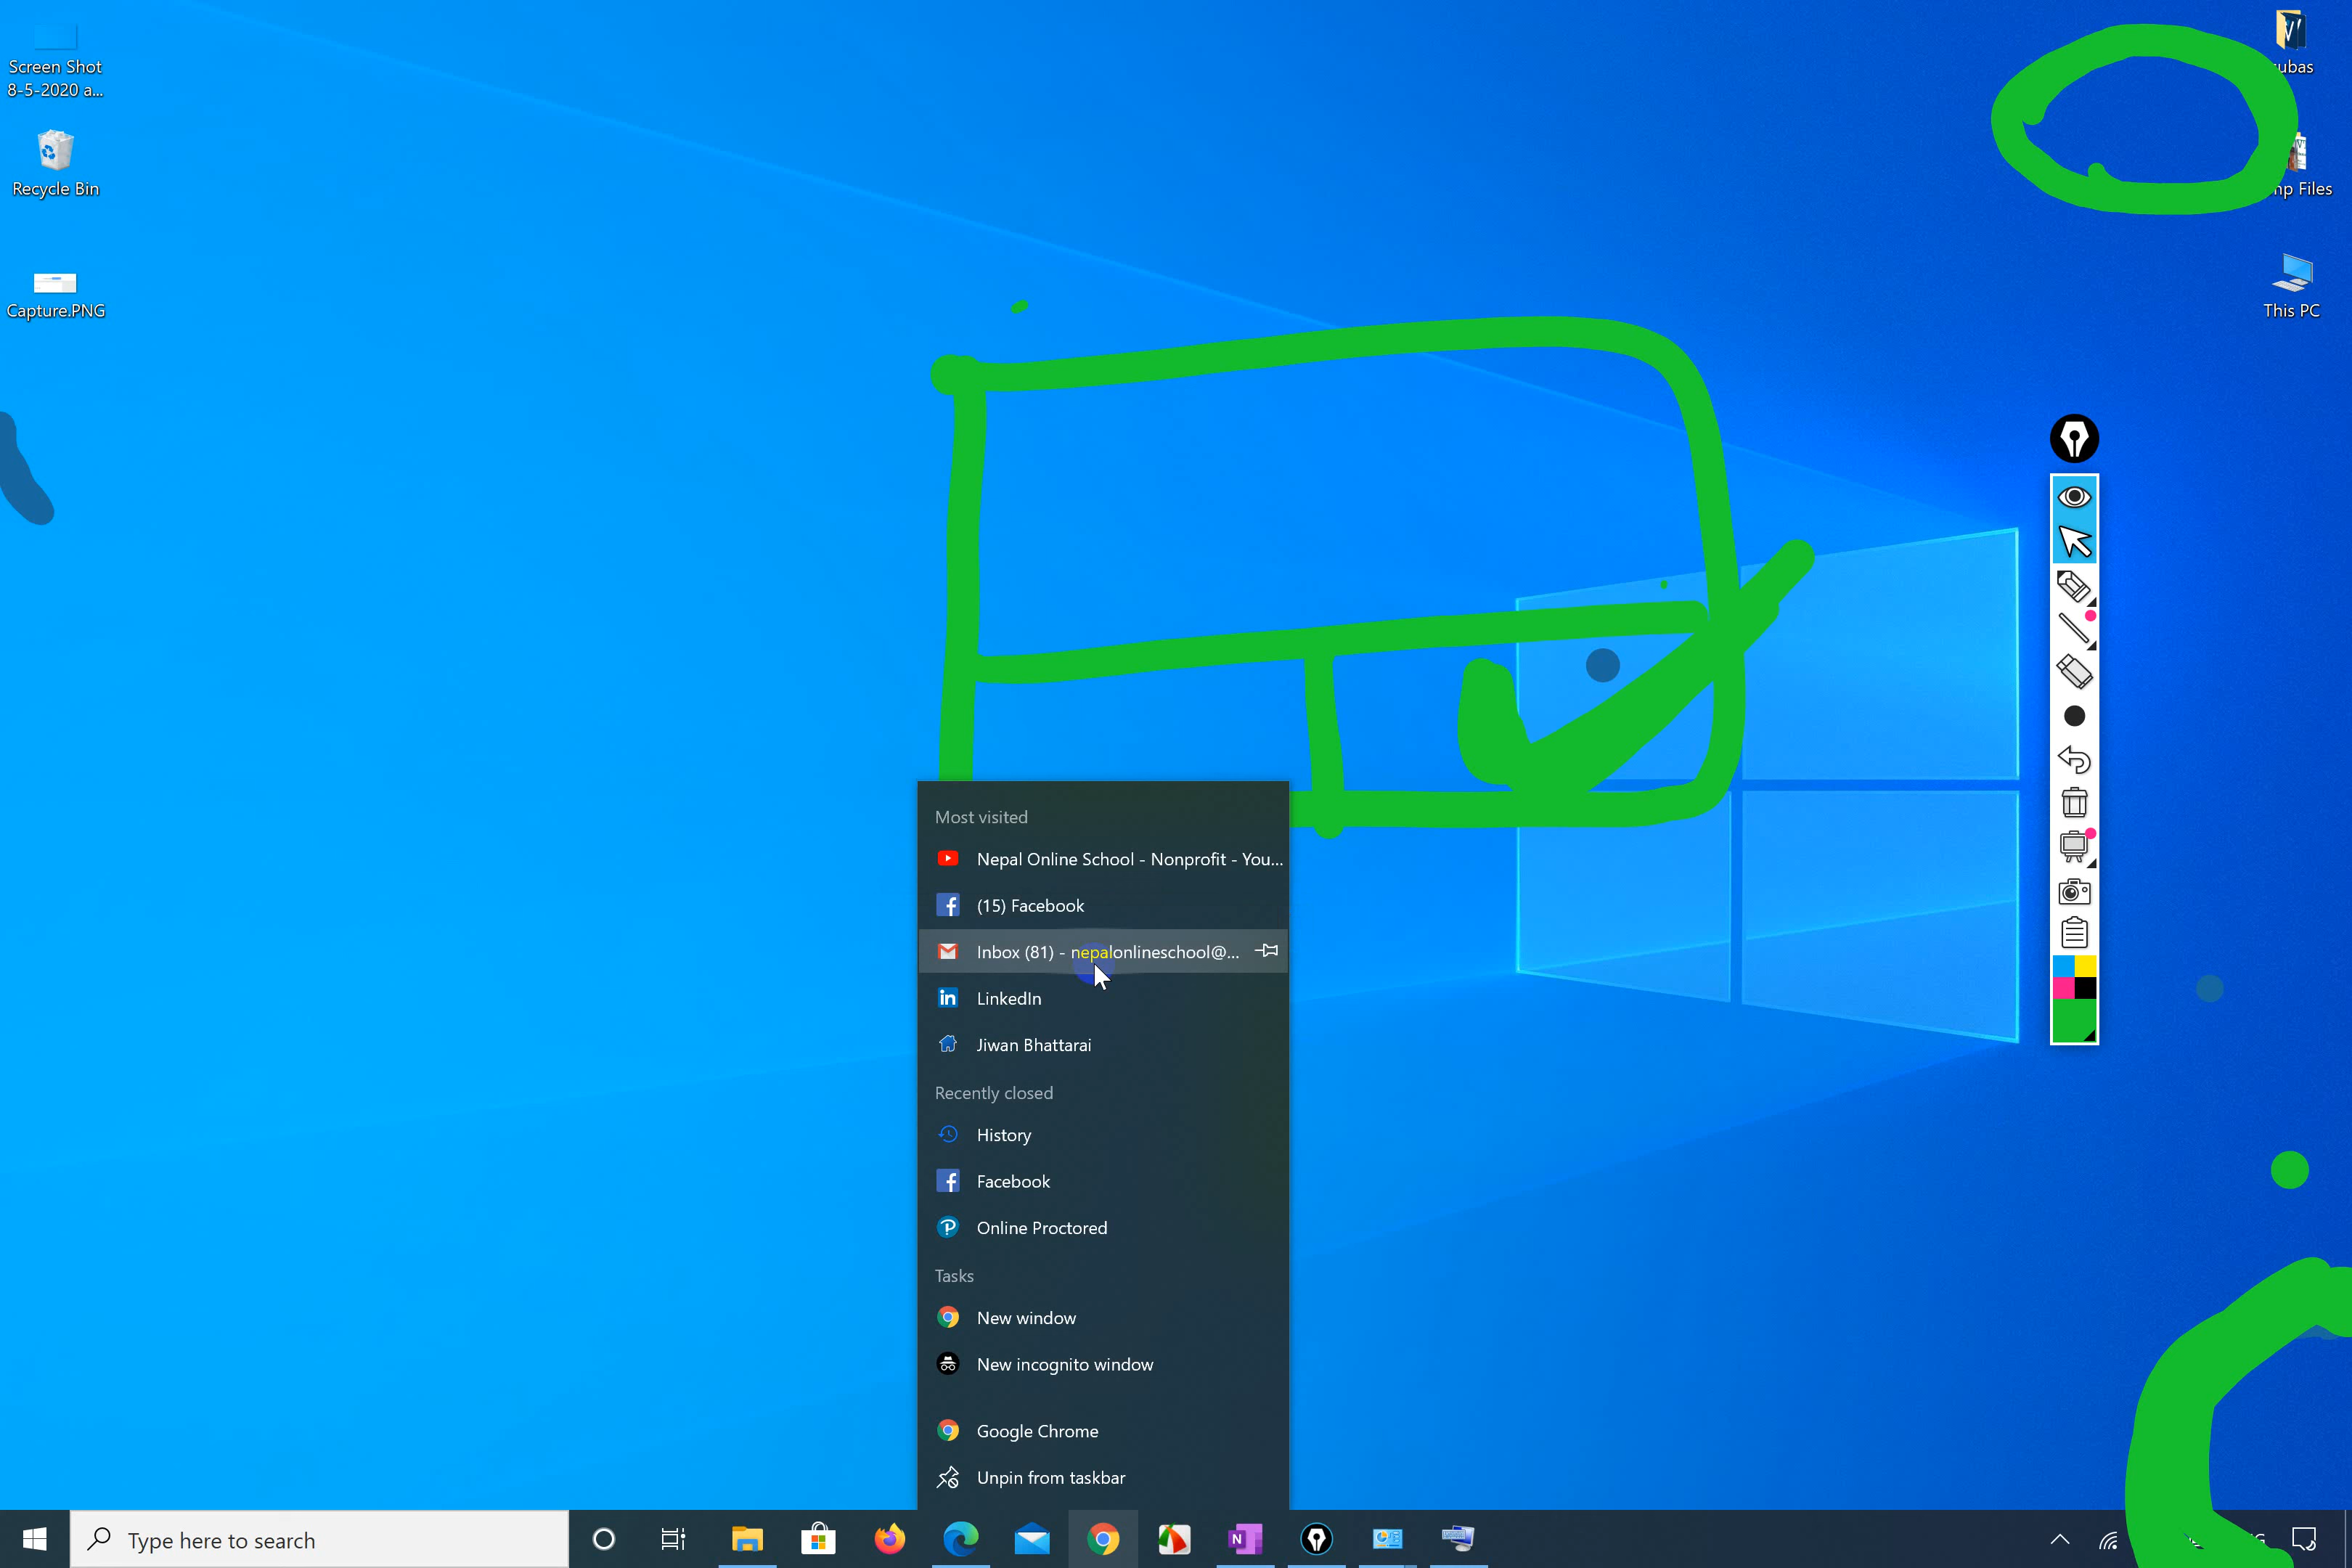 Screen Shot
8-5-2020 a...
Recycle Bin
Capture.PNG
This PC
Files
Most visited
Nepal Online School - Nonprofit - You...
(15) Facebook
Inbox (81) - nepalonlineschool@...
LinkedIn
Jiwan Bhattarai
Recently closed
History
Facebook
Online Proctored
Tasks
New window
New incognito window
Google Chrome
Unpin from taskbar
Type here to search